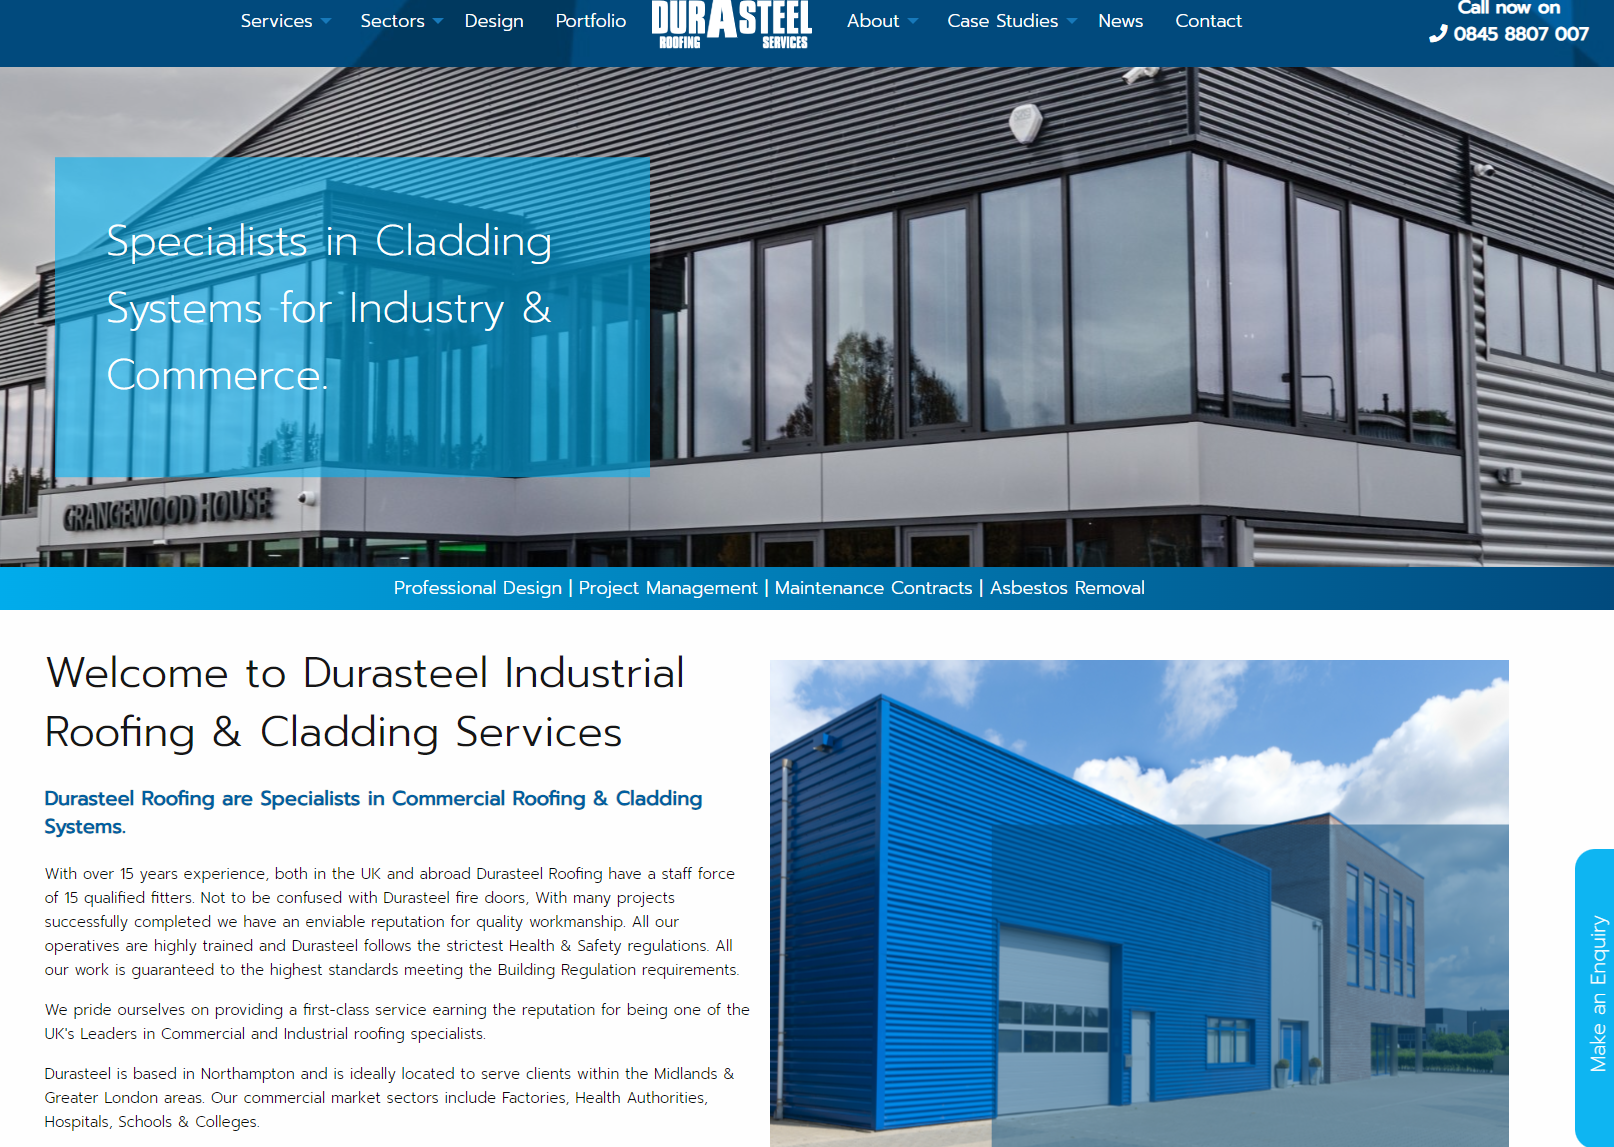 Services Sectors Design Portfolio DURASTEEL ROOFING SERVICES About Case Studies News Contact
Call now on
0845 8807 007
Specialists in Cladding
Systems for Industry &
Commerce.
GRANGEWOOD HOUSE
Professional Design | Project Management | Maintenance Contracts | Asbestos Removal
Welcome to Durasteel Industrial
Roofing & Cladding Services
Durasteel Roofing are Specialists in Commercial Roofing & Cladding
Systems.
With over 15 years experience, both in the UK and abroad Durasteel Roofing have a staff force
of 15 qualified fitters. Not to be confused with Durasteel fire doors, With many projects
successfully completed we have an enviable reputation for quality workmanship. All our
operatives are highly trained and Durasteel follows the strictest Health & Safety regulations. All
our work is guaranteed to the highest standards meeting the Building Regulation requirements.
We pride ourselves on providing a first-class service earning the reputation for being one of the
UK's Leaders in Commercial and Industrial roofing specialists.
Durasteel is based in Northampton and is ideally located to serve clients within the Midlands &
Greater London areas. Our commercial market sectors include Factories, Health Authorities,
Hospitals, Schools & Colleges.
Make an Enquiry